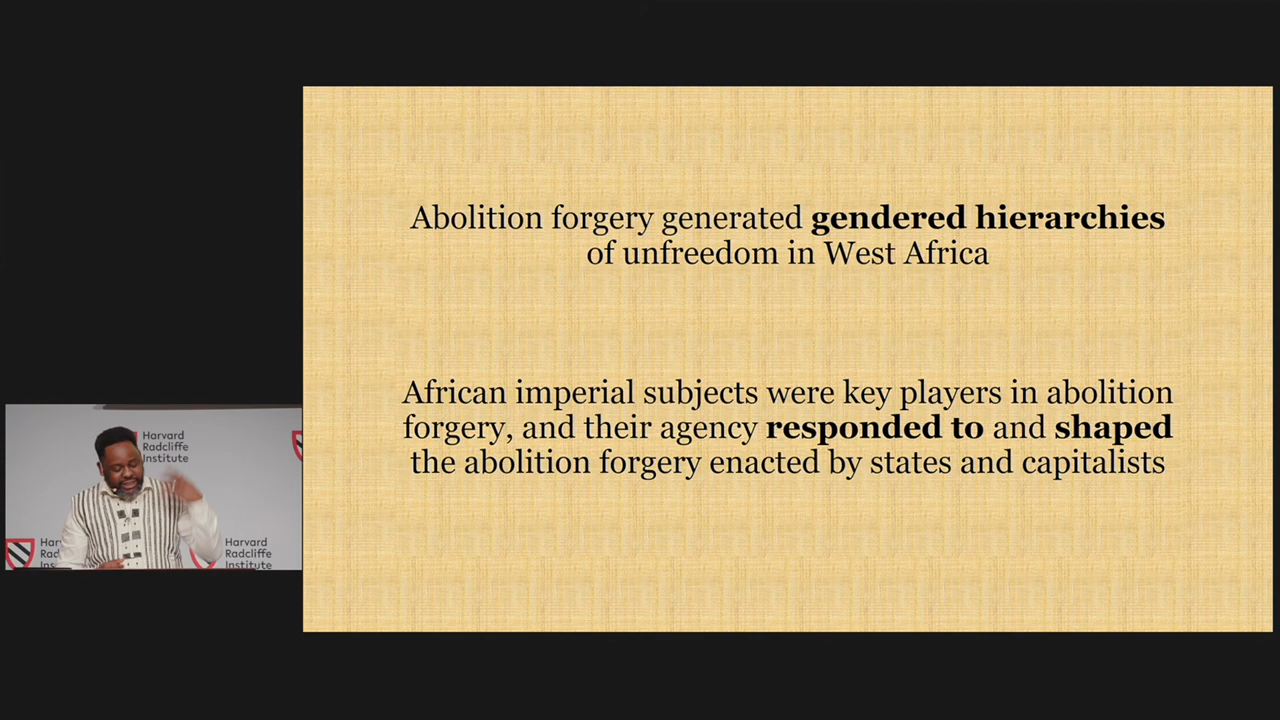 Abolition forgery generated gendered hierarchies
of unfreedom in West Africa
African imperial subjects were key players in abolition
forgery, and their agency responded to and shaped
the abolition forgery enacted by states and capitalists
Harvard
Radcliffe
Institute
Harvard
Radcliffe
Institute